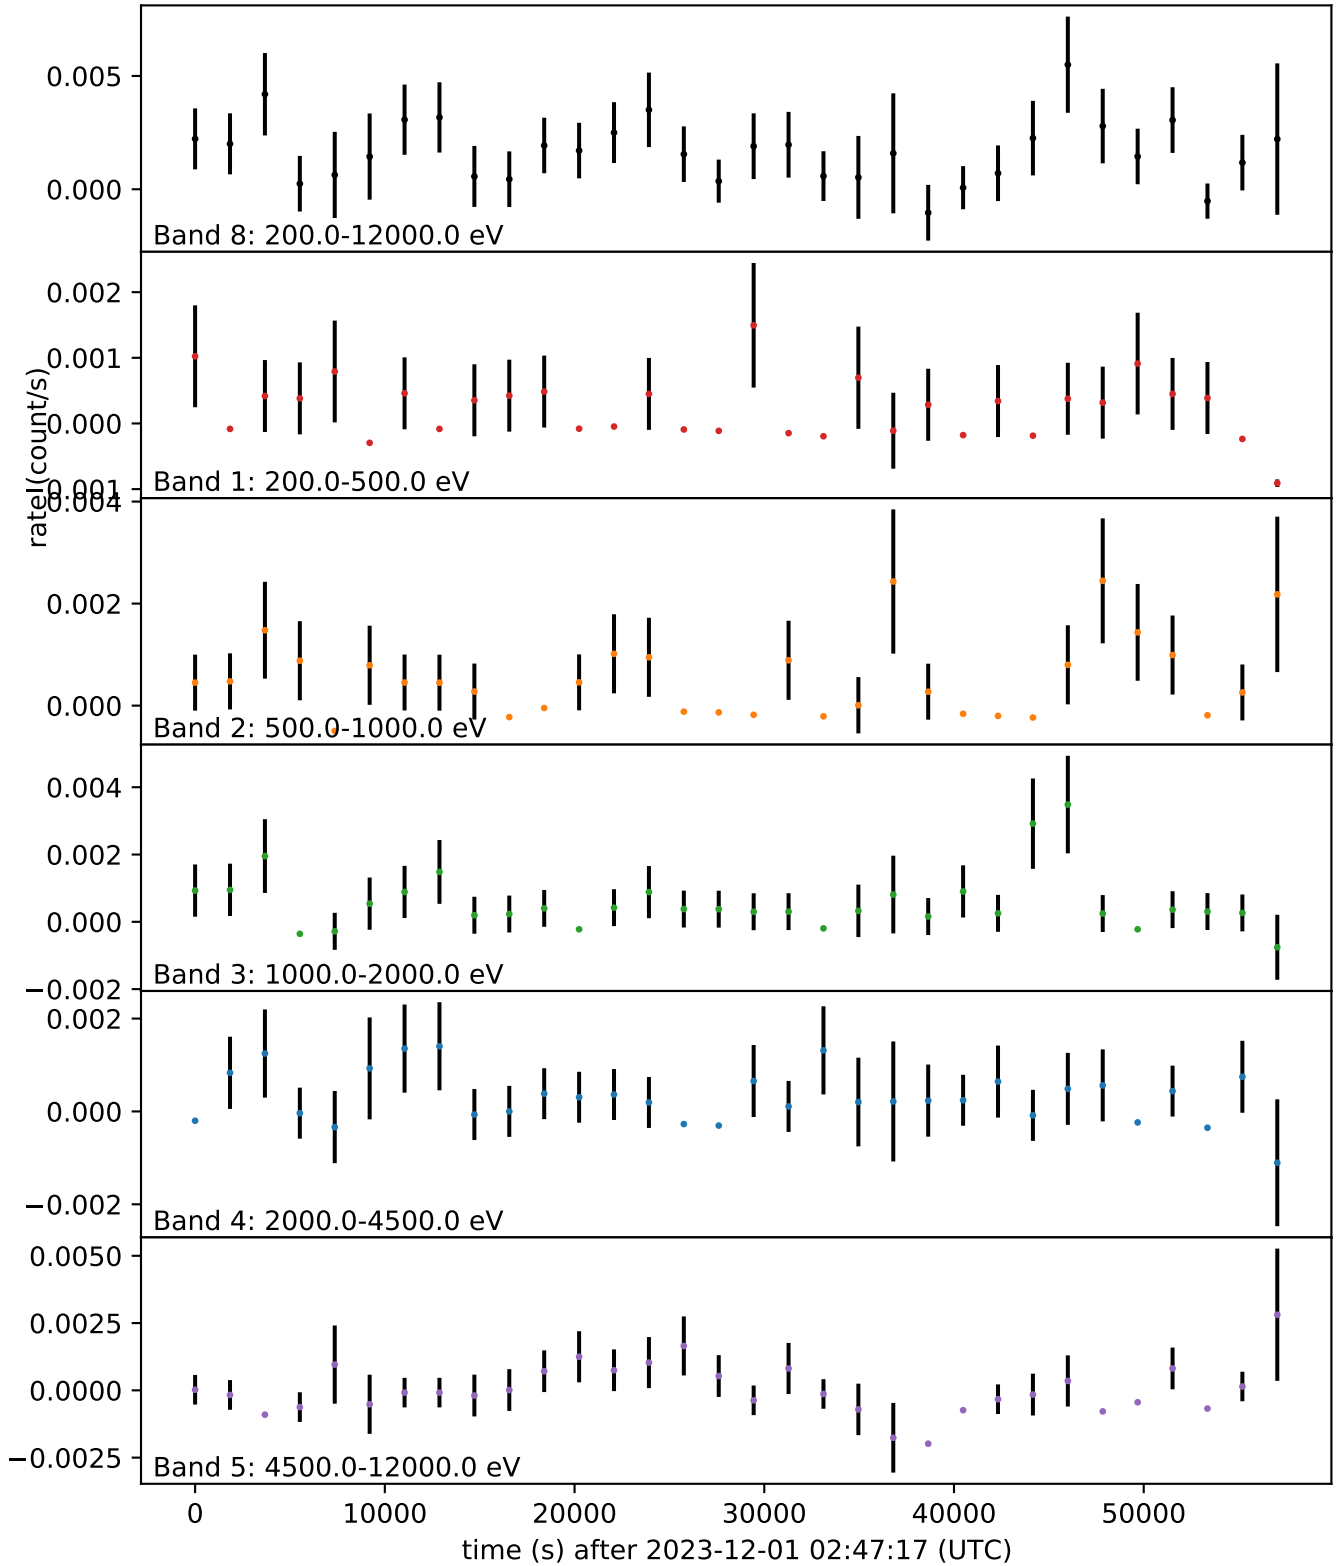 0.005
0.000
Band 8: 200.0-12000.0 eV
0.002
0.001
0.000
0.001
Band 1: 200.0-500.0 eV
rate (count/s)
0.004
0.002
0.000
Band 2: 500.0-1000.0 eV
0.004
0.002
0.000
−0.002
Band 3: 1000.0-2000.0 eV
0.002
0.000
−0.002
Band 4: 2000.0-4500.0 eV
0.0050
0.0025
0.0000
−0.0025
Band 5: 4500.0-12000.0 eV
0 10000 20000 30000 40000 50000
time (s) after 2023-12-01 02:47:17 (UTC)